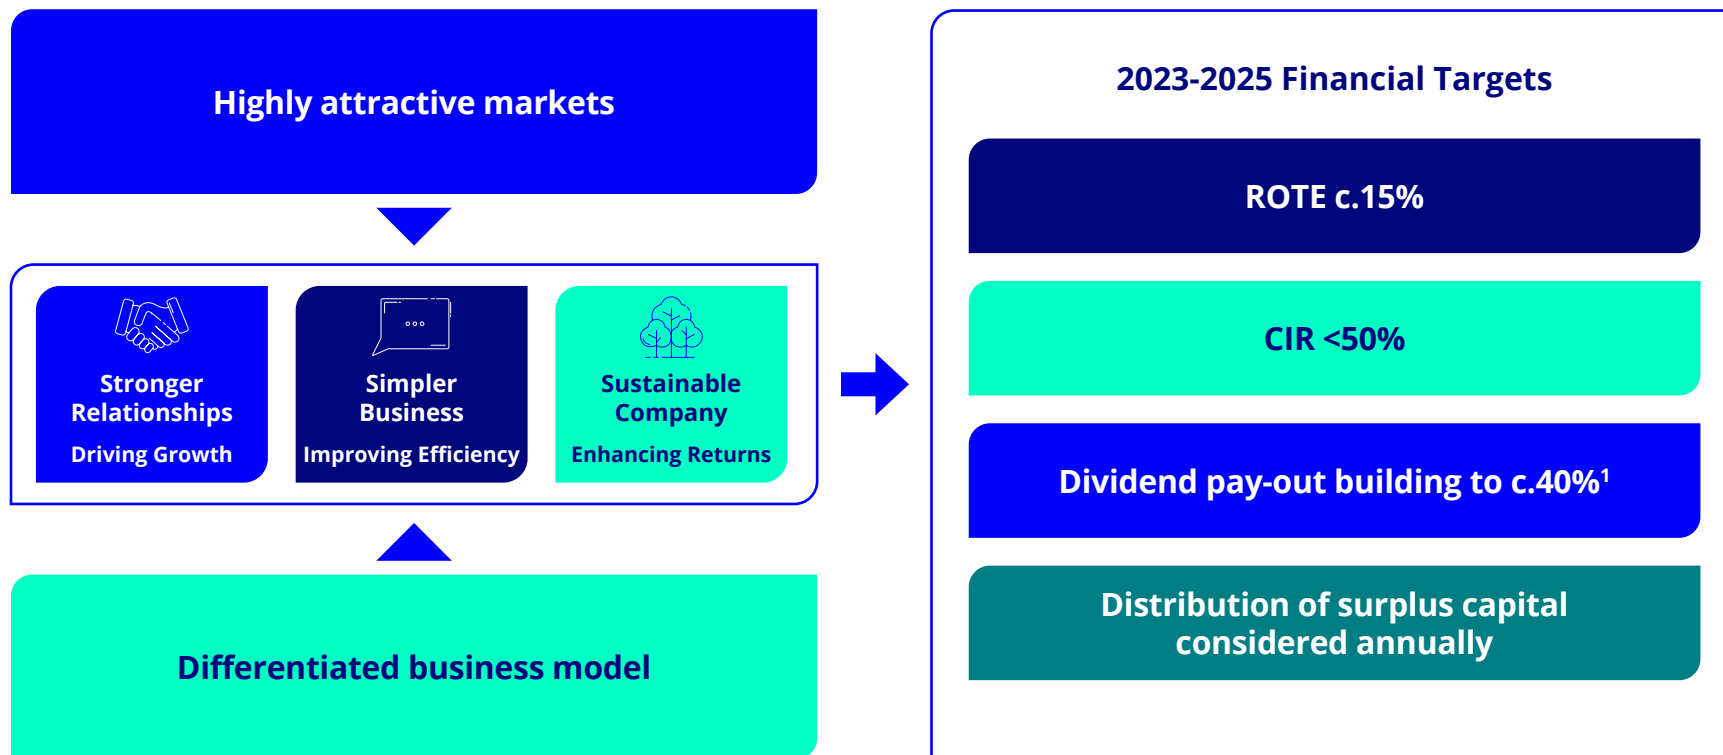 Highly attractive markets
Stronger
Relationships
Driving Growth
Simpler
Business
Improving Efficiency
Sustainable
Company
Enhancing Returns
Differentiated business model
2023-2025 Financial Targets
ROTE c.15%
CIR <50%
Dividend pay-out building to c.40%¹
Distribution of surplus capital
considered annually